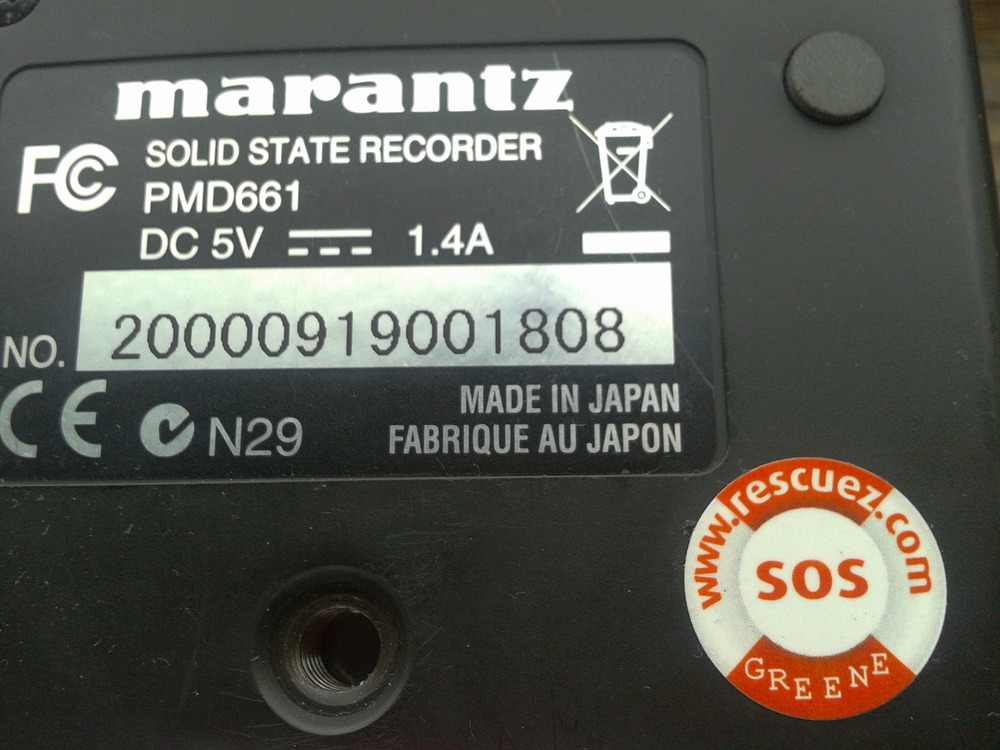 marantz
FC
SOLID STATE RECORDER
PMD661
DC 5V 1.4A
NO. 20000919001808
CE N29
MADE IN JAPAN
FABRIQUE AU JAPON
www.rescuez.com
SOS
GREENE